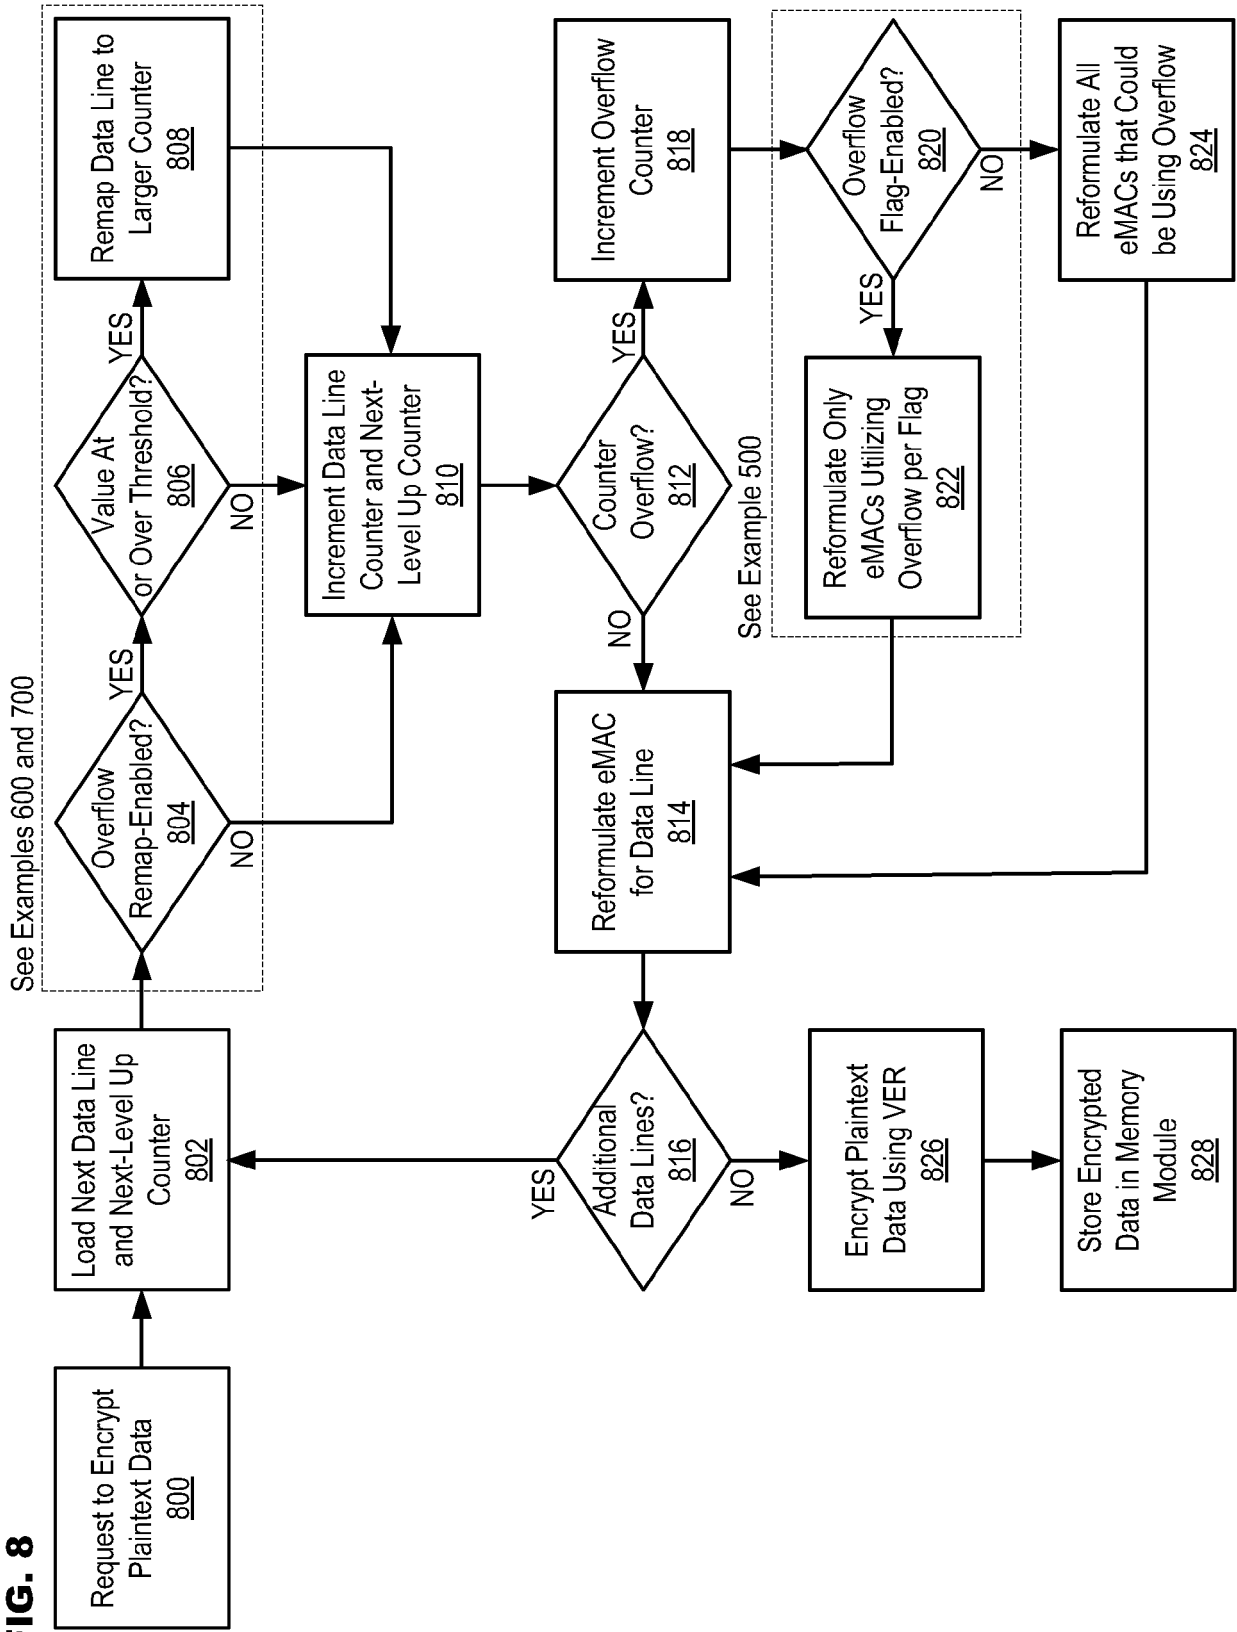 FIG. 8
See Examples 600 and 700
Request to Encrypt
Plaintext Data
800
Load Next Data Line
and Next-Level Up
Counter
802
Overflow
Remap-Enabled?
804
YES
NO
Value At
or Over Threshold?
806
YES
NO
Remap Data Line to
Larger Counter
808
Increment Data Line
Counter and Next-
Level Up Counter
810
Counter
Overflow?
812
YES
NO
Increment Overflow
Counter
818
Reformulate eMAC
for Data Line
814
Additional
Data Lines?
816
YES
NO
See Example 500
Overflow
Flag-Enabled?
820
YES
NO
Reformulate Only
eMACs Utilizing
Overflow per Flag
822
Reformulate All
eMACs that Could
be Using Overflow
824
Encrypt Plaintext
Data Using VER
826
Store Encrypted
Data in Memory
Module
828